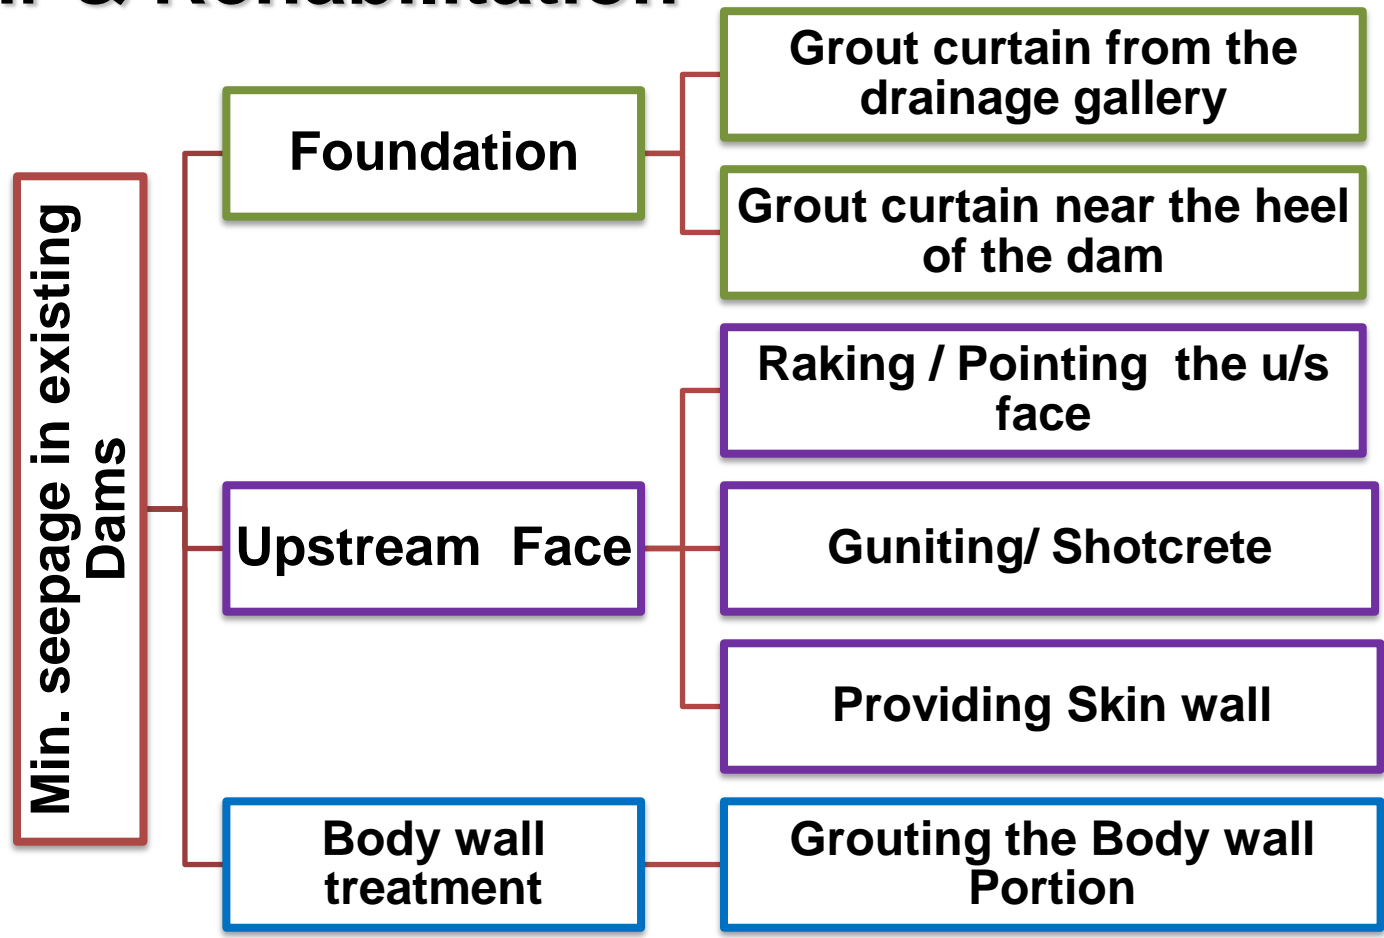 & Rehabilitation
Grout curtain from the
drainage gallery
Foundation
Grout curtain near the heel
of the dam
Min. seepage in existing
Dams
Raking / Pointing the u/s
face
Upstream Face
Guniting/ Shotcrete
Providing Skin wall
Body wall
treatment
Grouting the Body wall
Portion